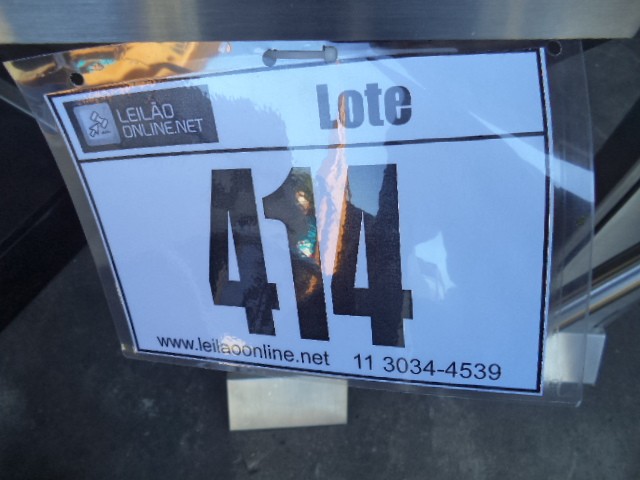 LEILÃO
ONLINE.NET
Lote
414
www.leilaoonline.net 11 3034-4539